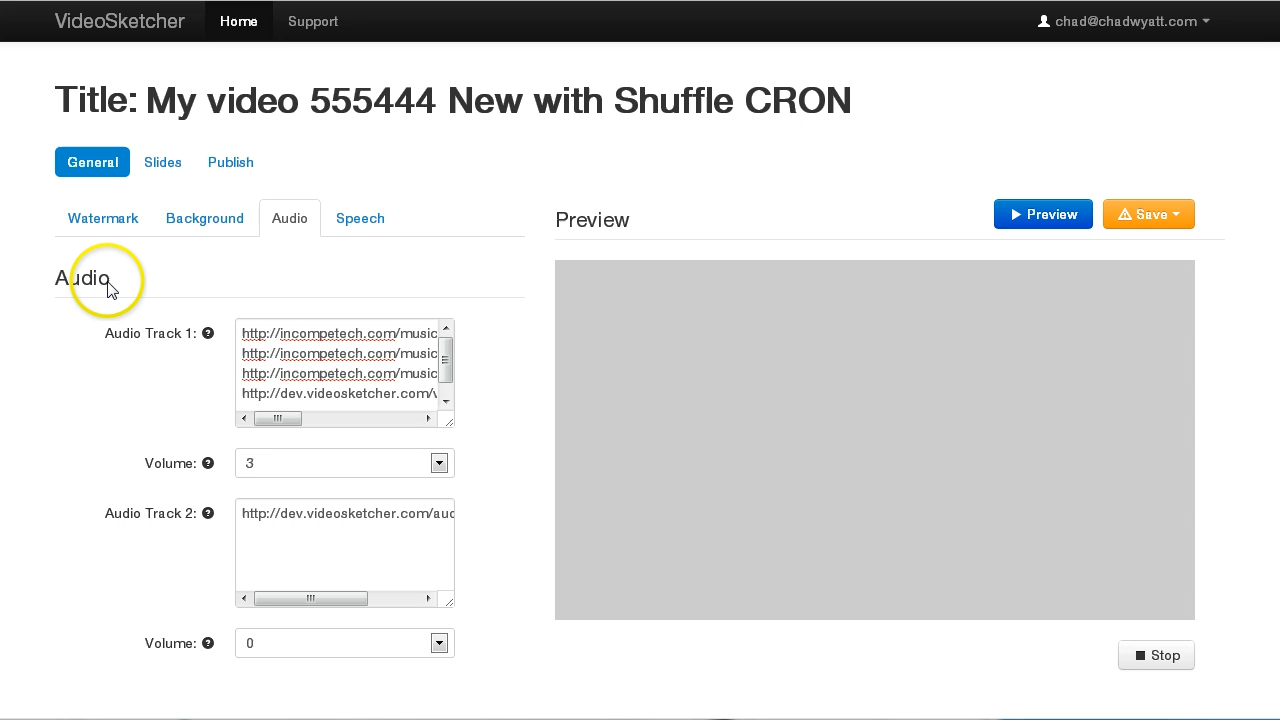 VideoSketcher Home Support chad@chadwyatt.com
Title: My video 555444 New with Shuffle CRON
General Slides Publish
Watermark Background Audio Speech
Preview
Preview
Save
Audio
Audio Track 1:
http://incompetech.com/music
http://incompetech.com/music
http://incompetech.com/music
http://dev.videosketcher.com/v
Volume: 3
Audio Track 2:
http://dev.videosketcher.com/aud
Volume: 0
Stop